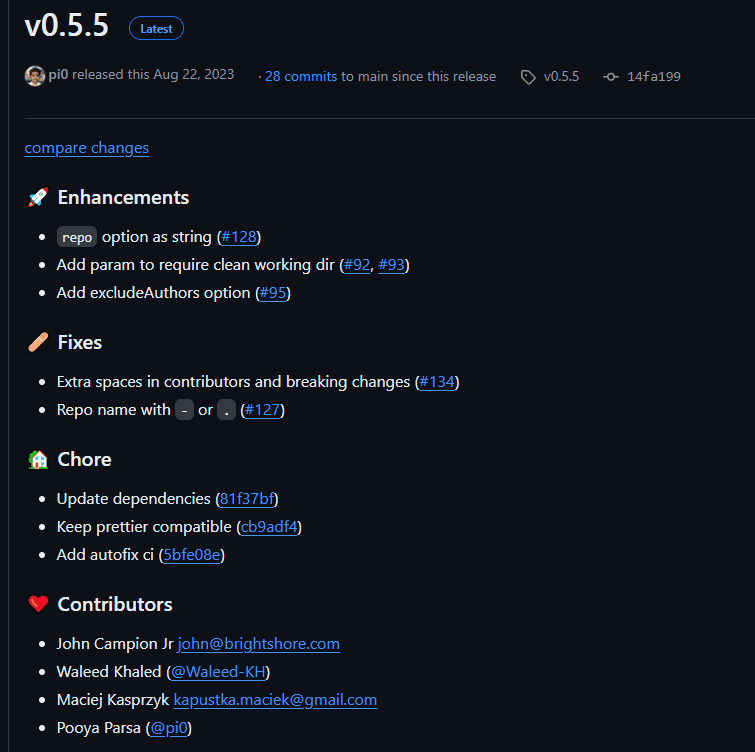 v0.5.5 Latest
pi0 released this Aug 22, 2023 · 28 commits to main since this release v0.5.5 14fa199
compare changes
🚀 Enhancements
• repo option as string (#128)
• Add param to require clean working dir (#92, #93)
• Add excludeAuthors option (#95)
🩹 Fixes
• Extra spaces in contributors and breaking changes (#134)
• Repo name with - or . (#127)
🏡 Chore
• Update dependencies (81f37bf)
• Keep prettier compatible (cb9adf4)
• Add autofix ci (5bfe08e)
❤️ Contributors
• John Campion Jr john@brightshore.com
• Waleed Khaled (@Waleed-KH)
• Maciej Kasprzyk kapustka.maciek@gmail.com
• Pooya Parsa (@pi0)